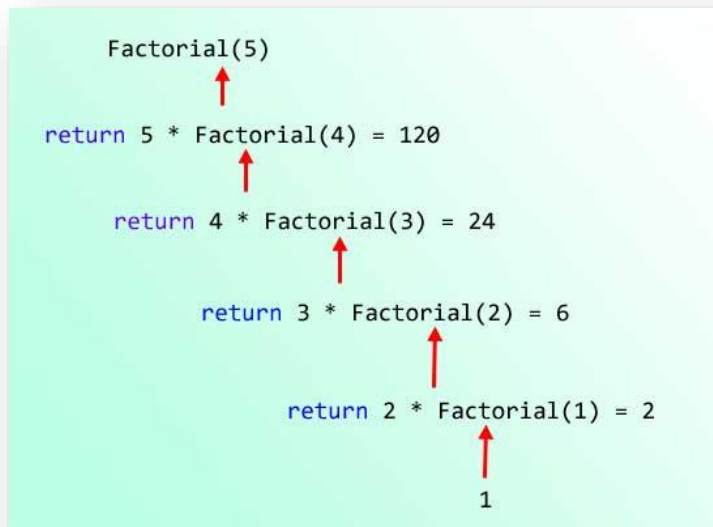 Factorial(5)
return 5 * Factorial(4) = 120
return 4 * Factorial(3) = 24
return 3 * Factorial(2) = 6
return 2 * Factorial(1) = 2
1